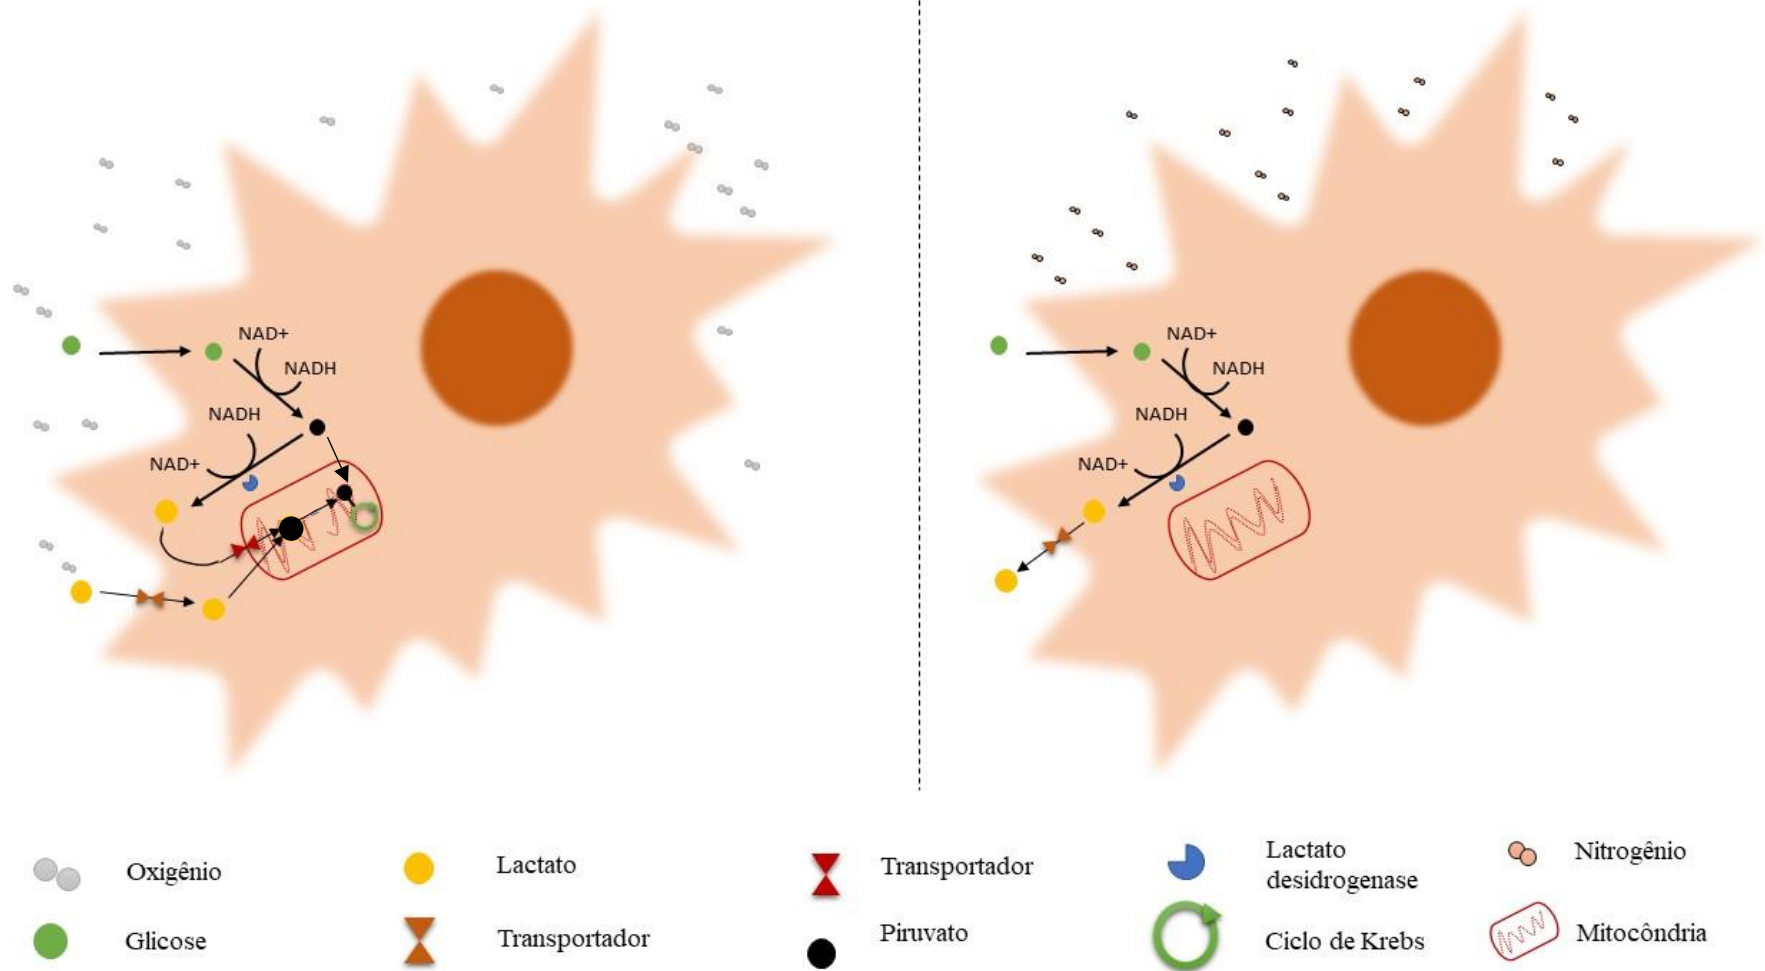 NAD+
NADH
NADH
NAD+
NAD+
NADH
NADH
NAD+
Oxigênio
Lactato
Transportador
Lactato
desidrogenase
Nitrogênio
Glicose
Transportador
Piruvato
Ciclo de Krebs
Mitocôndria